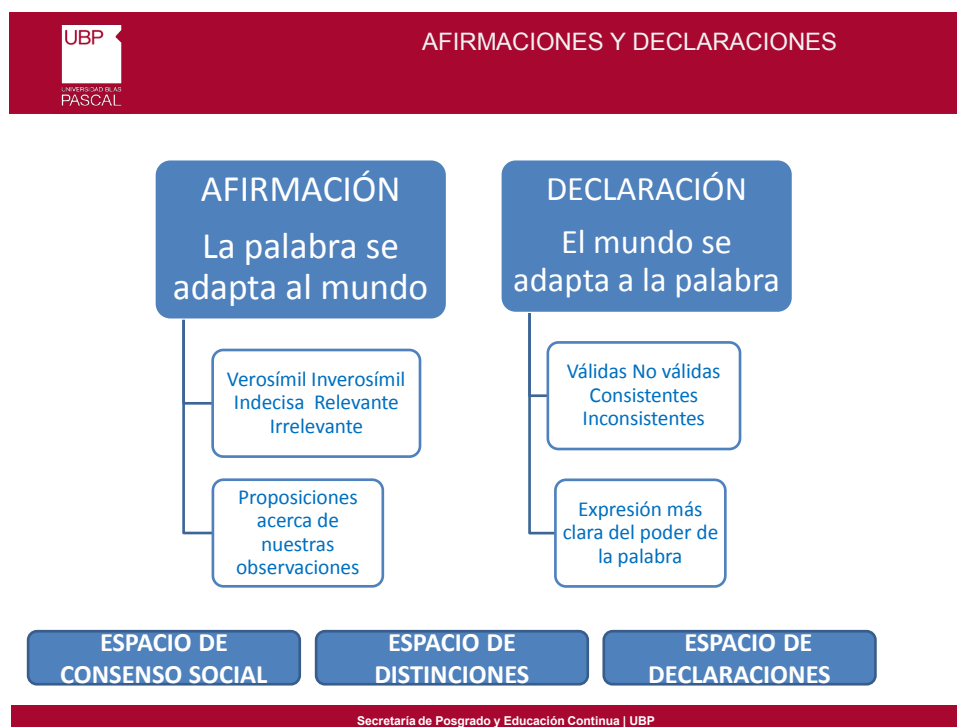 UBP
UNIVERSIDAD BLAS
PASCAL
AFIRMACIONES Y DECLARACIONES
AFIRMACIÓN
La palabra se
adapta al mundo
Verosímil Inverosímil
Indecisa Relevante
Irrelevante
Proposiciones
acerca de
nuestras
observaciones
DECLARACIÓN
El mundo se
adapta a la palabra
Válidas No válidas
Consistentes
Inconsistentes
Expresión más
clara del poder de
la palabra
ESPACIO DE
CONSENSO SOCIAL
ESPACIO DE
DISTINCIONES
ESPACIO DE
DECLARACIONES
Secretaría de Posgrado y Educación Continua | UBP